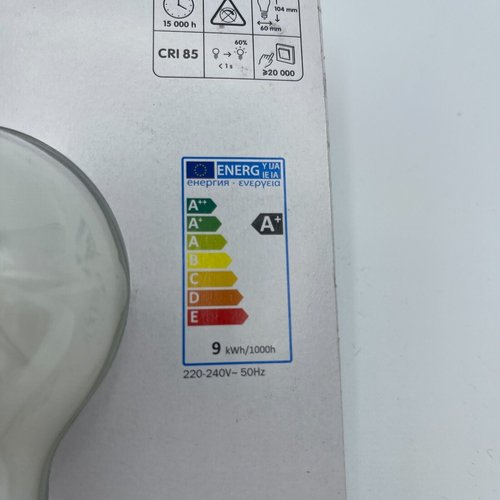 15 000 h
104 mm
60 mm
CRI 85
60%
< 1 s
≥20 000
ENERG Y IJA
IE IA
енергия · ενεργεια
A++
A+
A
B
C
D
E
A+
9 kWh/1000h
220-240V~ 50Hz